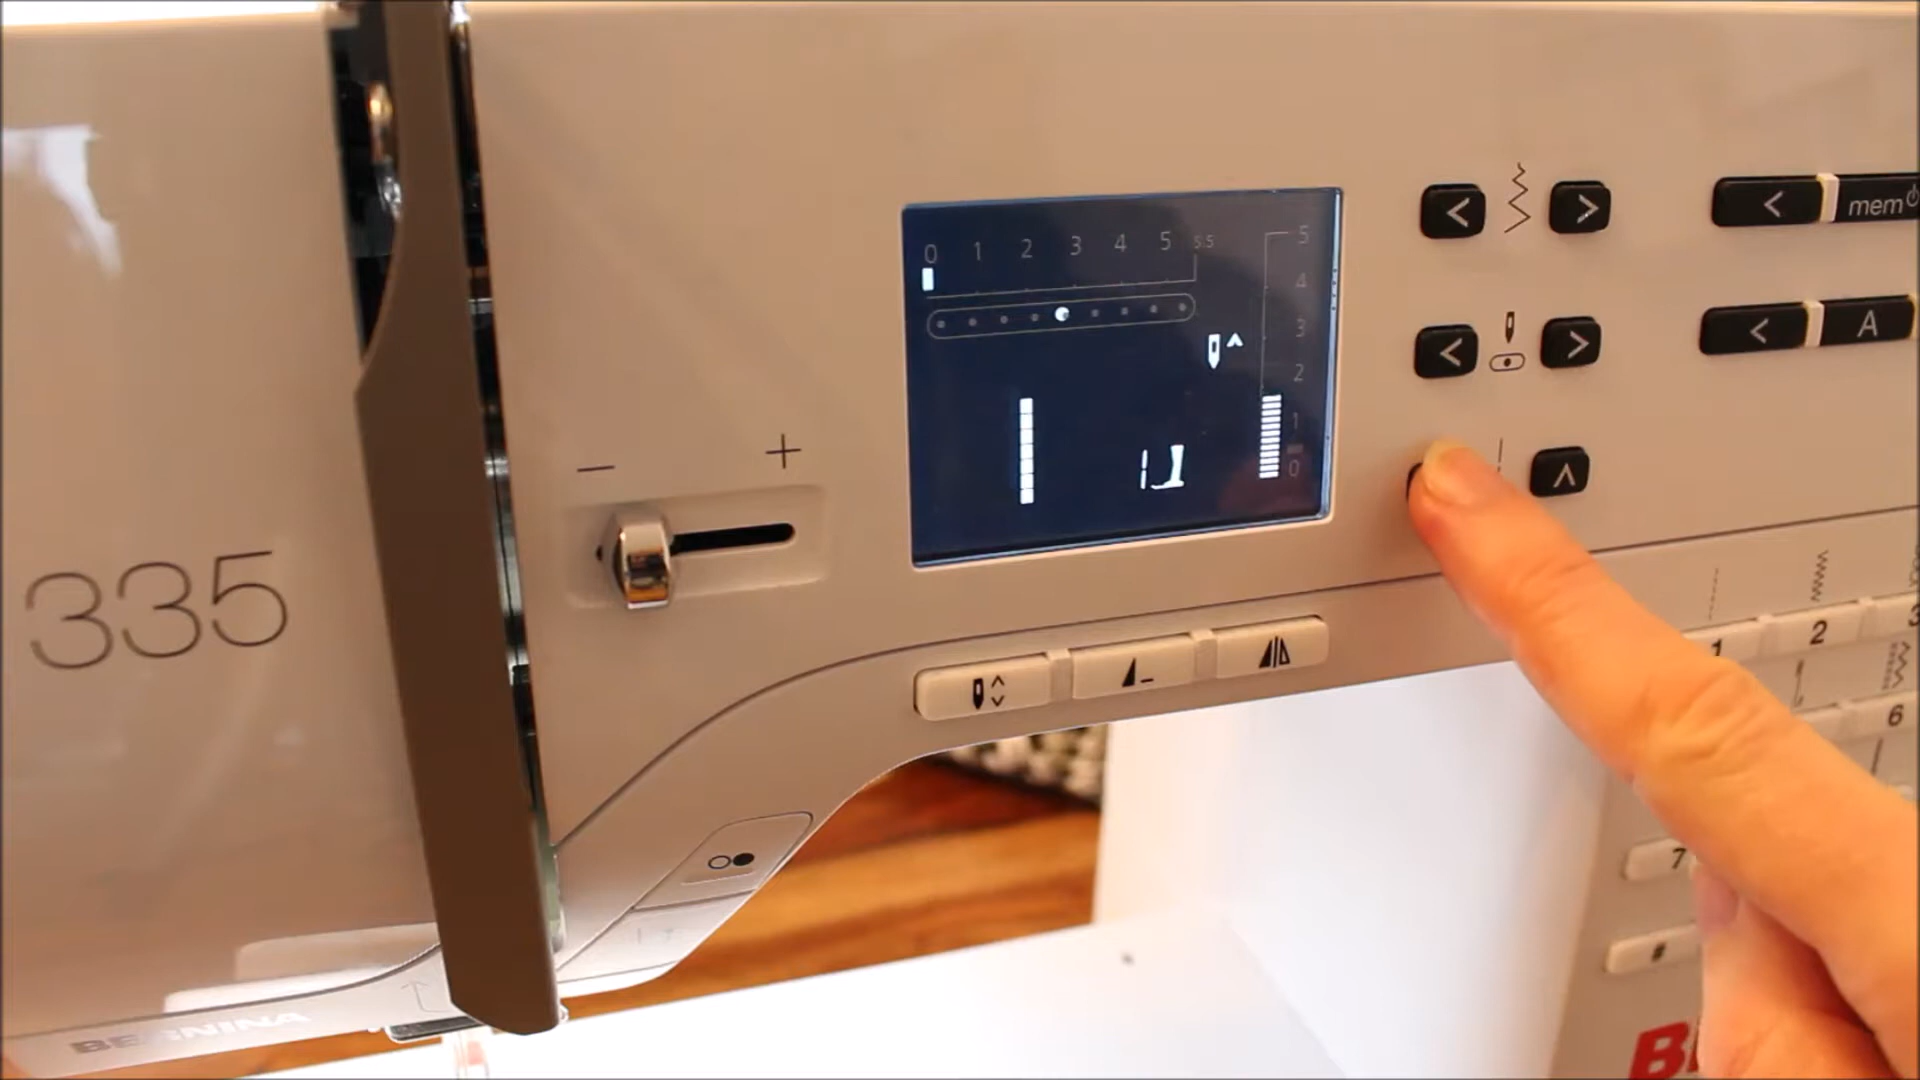 335
BERNINA
− +
0 1 2 3 4 5 5.5
5
4
3
2
1
0
< >
< >
< mem
< A
1 2 3
6
7